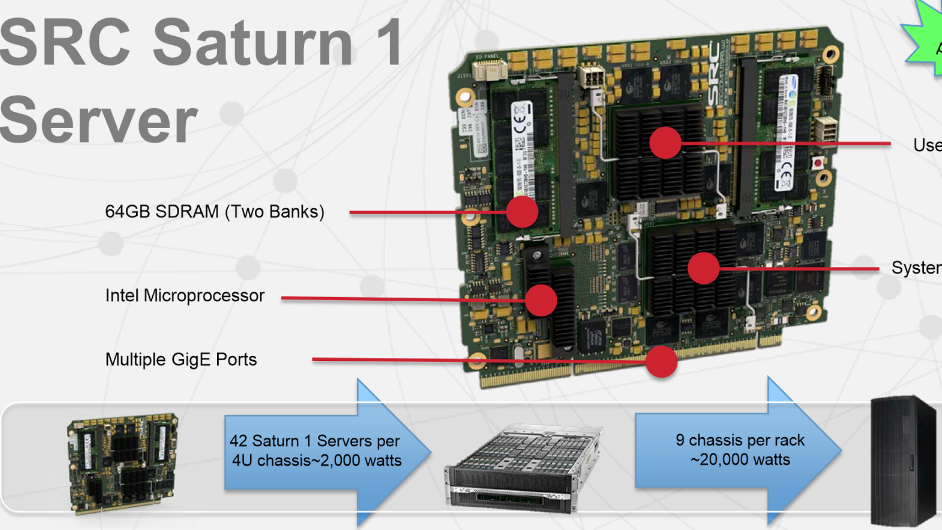 SRC Saturn 1
Server
SRC
64GB SDRAM (Two Banks)
Intel Microprocessor
Multiple GigE Ports
42 Saturn 1 Servers per
4U chassis~2,000 watts
9 chassis per rack
~20,000 watts